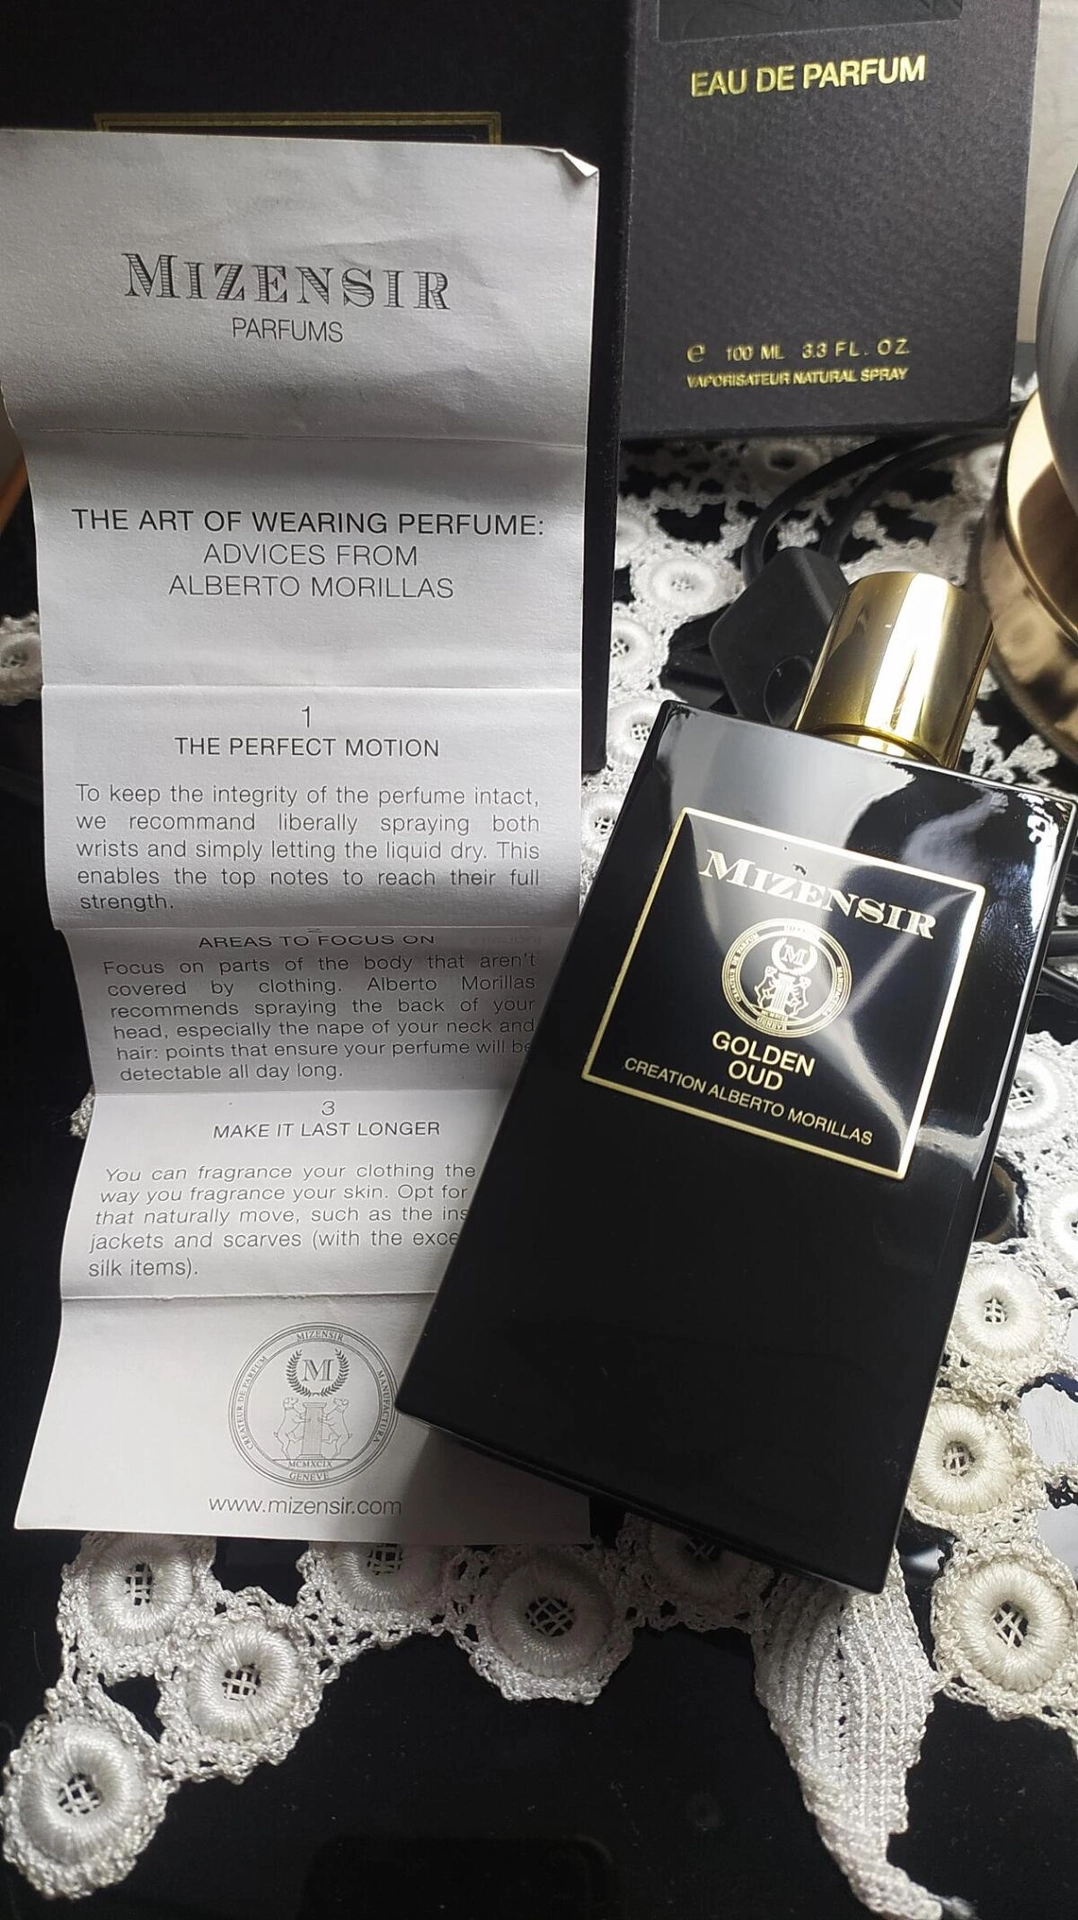 EAU DE PARFUM
e 100 ML 3.3 FL. OZ.
VAPORISATEUR NATURAL SPRAY
MIZENSIR
PARFUMS
THE ART OF WEARING PERFUME:
ADVICES FROM
ALBERTO MORILLAS
1
THE PERFECT MOTION
To keep the integrity of the perfume intact,
we recommand liberally spraying both
wrists and simply letting the liquid dry. This
enables the top notes to reach their full
strength.
AREAS TO FOCUS ON
Focus on parts of the body that aren't
covered by clothing. Alberto Morillas
recommends spraying the back of your
head, especially the nape of your neck and
hair: points that ensure your perfume will be
detectable all day long.
3
MAKE IT LAST LONGER
You can fragrance your clothing the
way you fragrance your skin. Opt for
that naturally move, such as the
jackets and scarves (with the
silk items).
MIZENSIR
CREATEUR DE PARFUM
MANUFACTURA
M
MCMXCIX
GENEVE
www.mizensir.com
MIZENSIR
M
GOLDEN
OUD
CREATION ALBERTO MORILLAS